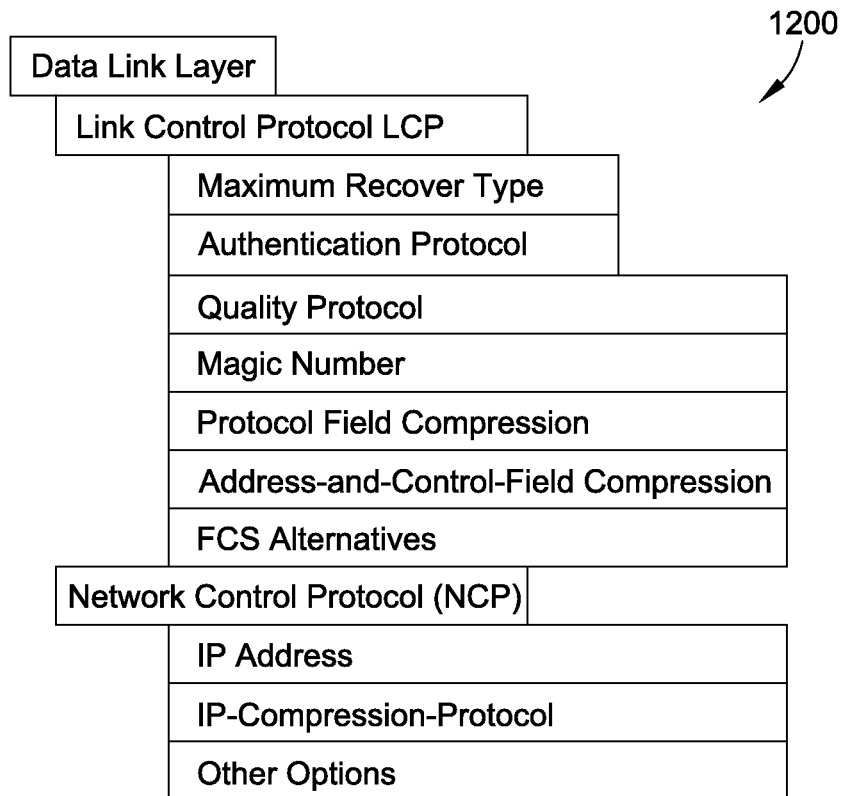 1200
Data Link Layer
Link Control Protocol LCP
Maximum Recover Type
Authentication Protocol
Quality Protocol
Magic Number
Protocol Field Compression
Address-and-Control-Field Compression
FCS Alternatives
Network Control Protocol (NCP)
IP Address
IP-Compression-Protocol
Other Options